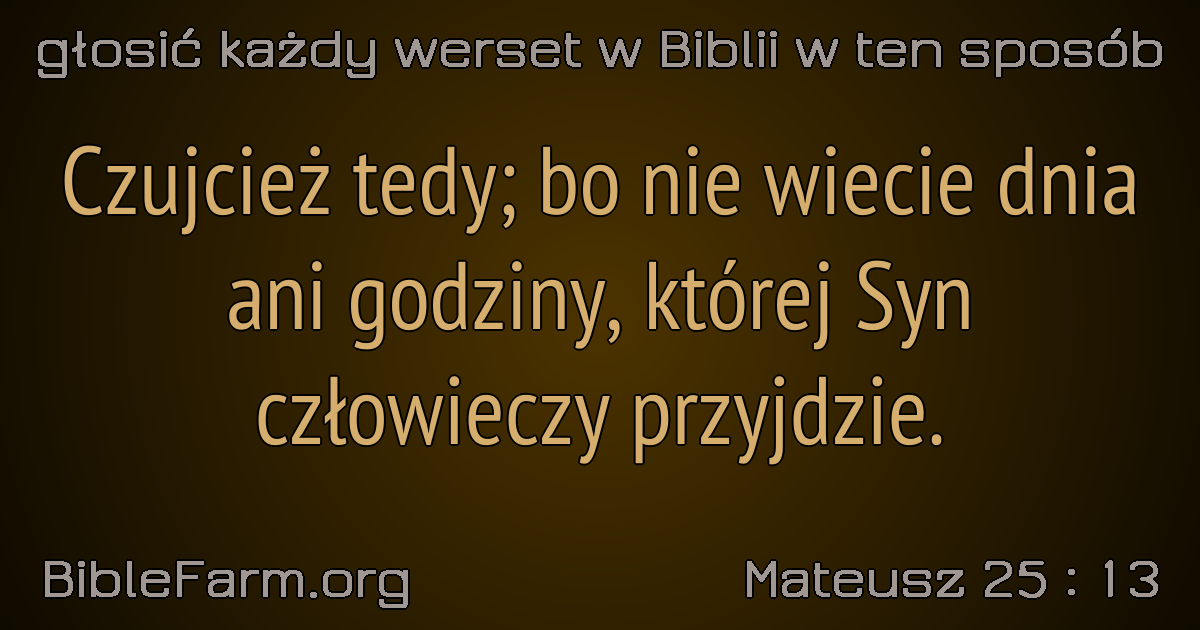 głosić każdy werset w Biblii w ten sposób
Czujcież tedy; bo nie wiecie dnia
ani godziny, której Syn
człowieczy przyjdzie.
BibleFarm.org
Mateusz 25 : 13